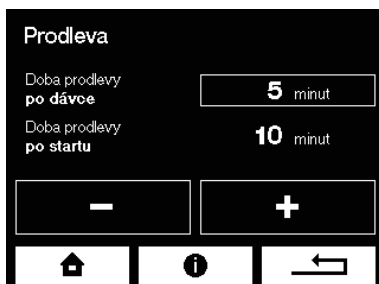 Prodleva
Doba prodlevy
po dávce
5 minut
Doba prodlevy
po startu
10 minut
− +